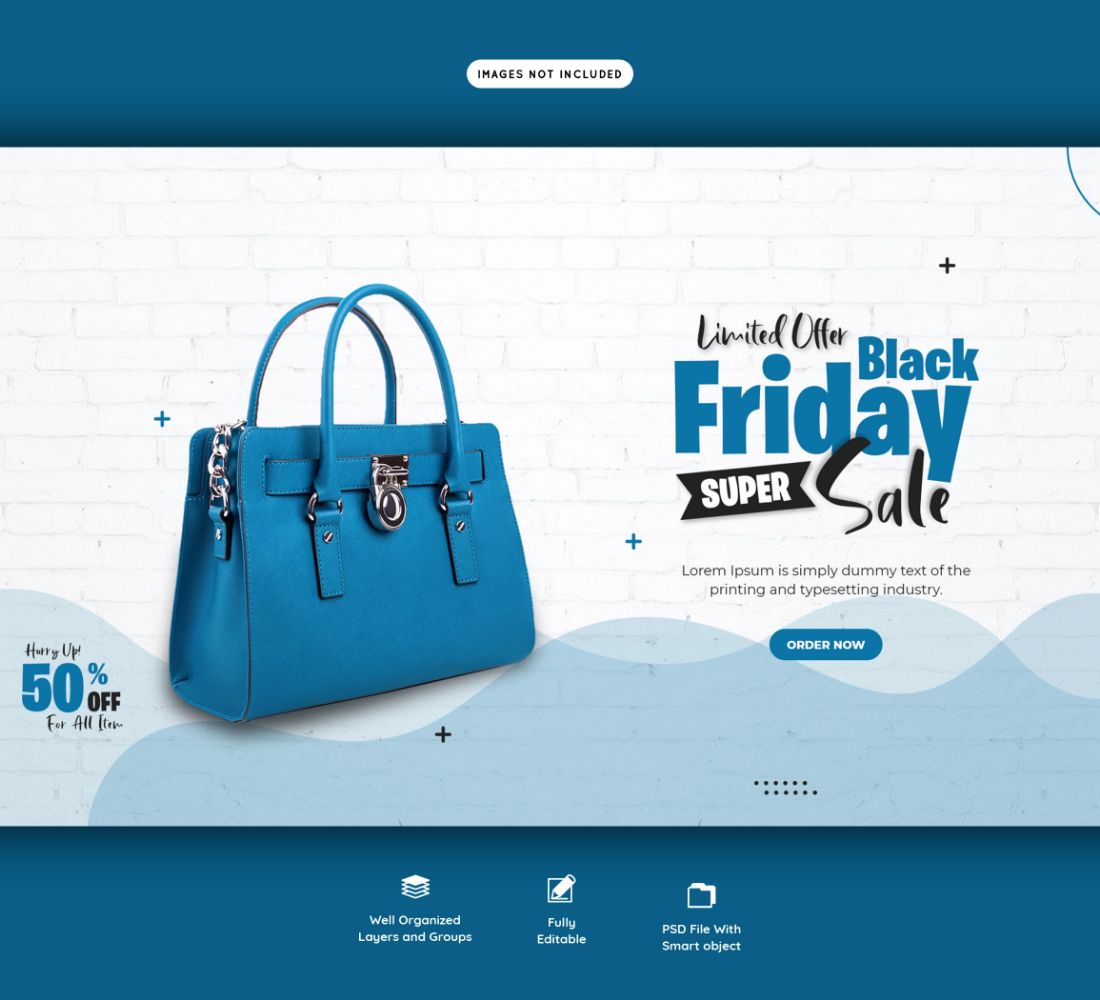 IMAGES NOT INCLUDED
Limited Offer
Black
Friday
SUPER Sale
Lorem Ipsum is simply dummy text of the
printing and typesetting industry.
ORDER NOW
Hurry Up!
50%
OFF
For All Item
Well Organized
Layers and Groups
Fully
Editable
PSD File With
Smart object